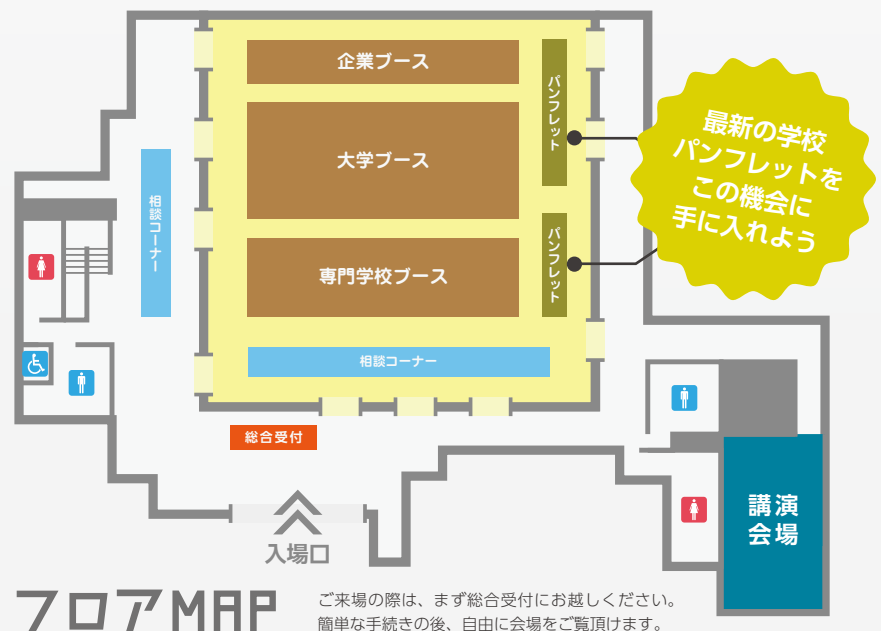 企業ブース
大学ブース
専門学校ブース
パンフレット
パンフレット
相談コーナー
相談コーナー
最新の学校
パンフレットを
この機会に
手に入れよう
総合受付
入場口
講演
会場
フロアMAP
ご来場の際は、まず総合受付にお越しください。
簡単な手続きの後、自由に会場をご覧頂けます。